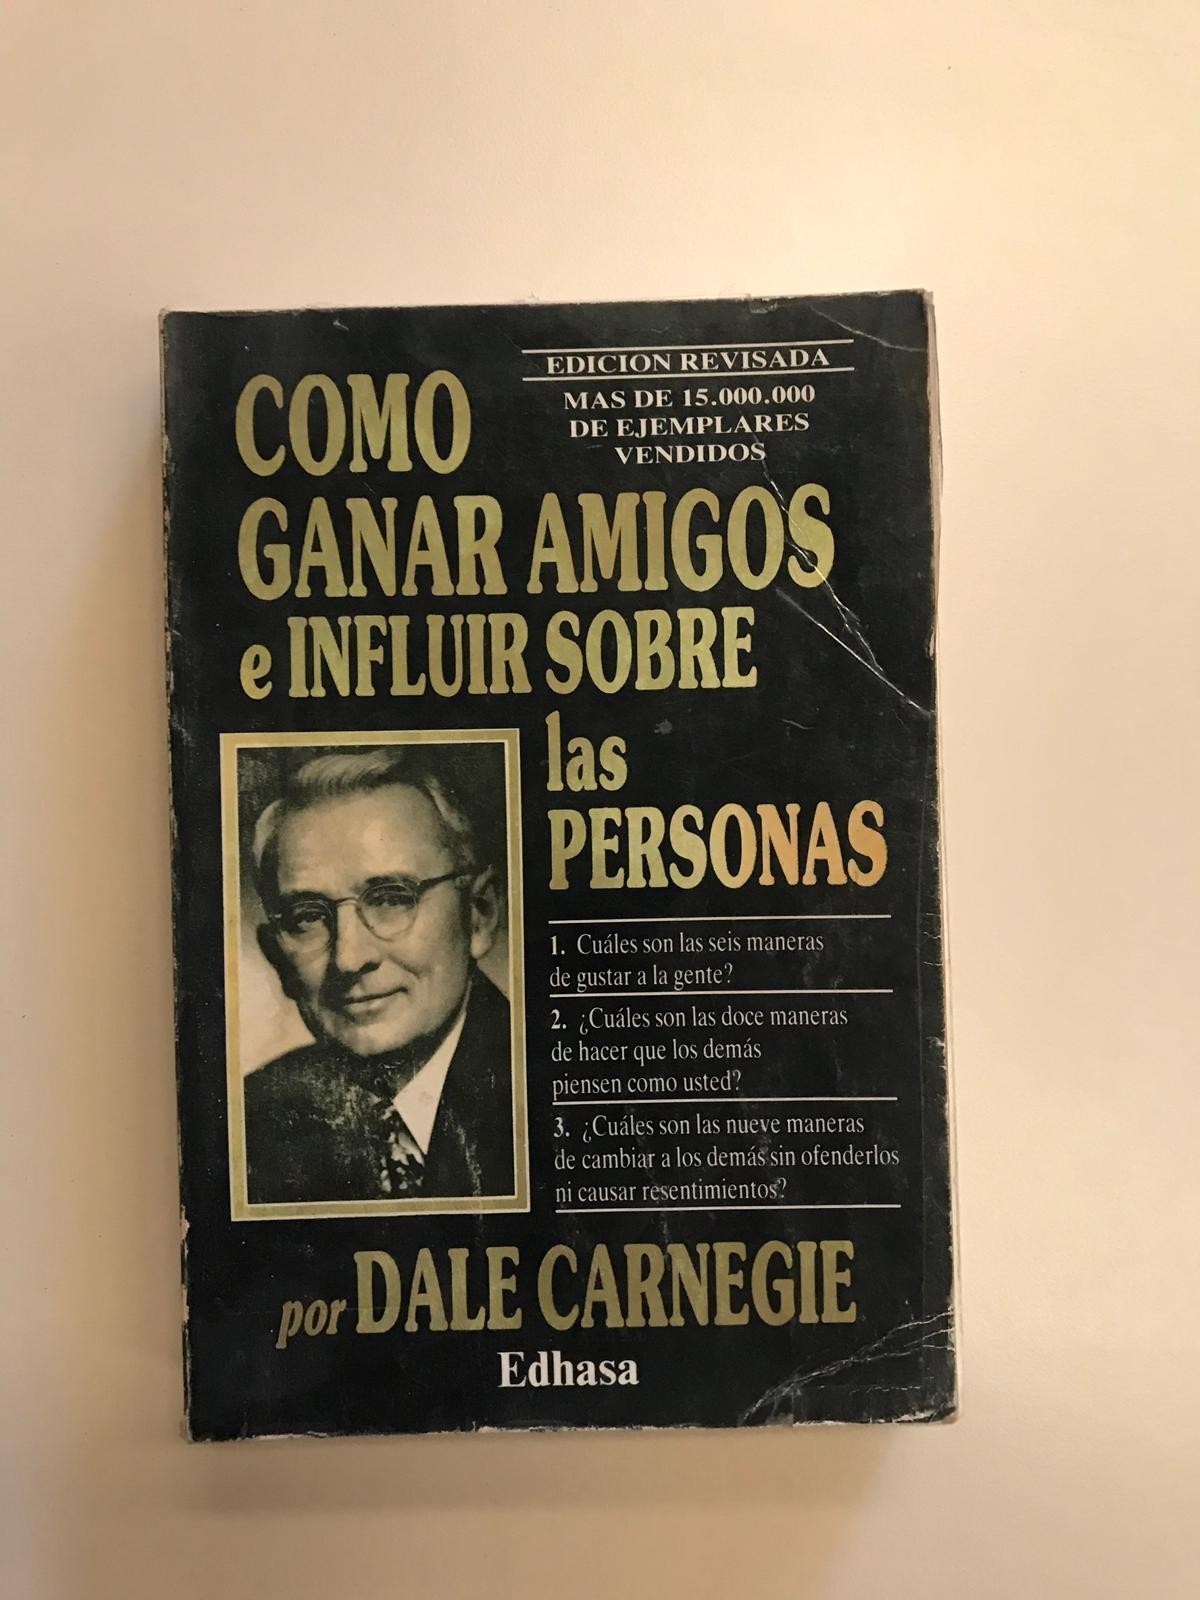 EDICION REVISADA
MAS DE 15.000.000
DE EJEMPLARES
VENDIDOS
COMO
GANAR AMIGOS
e INFLUIR SOBRE
las
PERSONAS
1. Cuáles son las seis maneras
de gustar a la gente?
2. ¿Cuáles son las doce maneras
de hacer que los demás
piensen como usted?
3. ¿Cuáles son las nueve maneras
de cambiar a los demás sin ofenderlos
ni causar resentimientos?
por DALE CARNEGIE
Edhasa